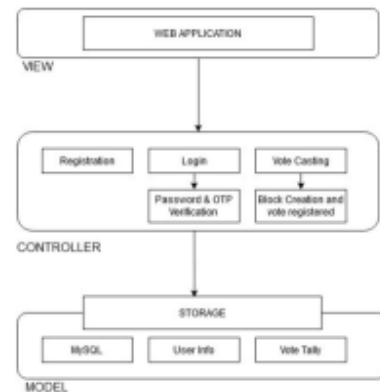 WEB APPLICATION
VIEW
Registration
Login
Vote Casting
Password & OTP
Verification
Block Creation and
vote registered
CONTROLLER
STORAGE
MySQL
User Info
Vote Tally
MODEL